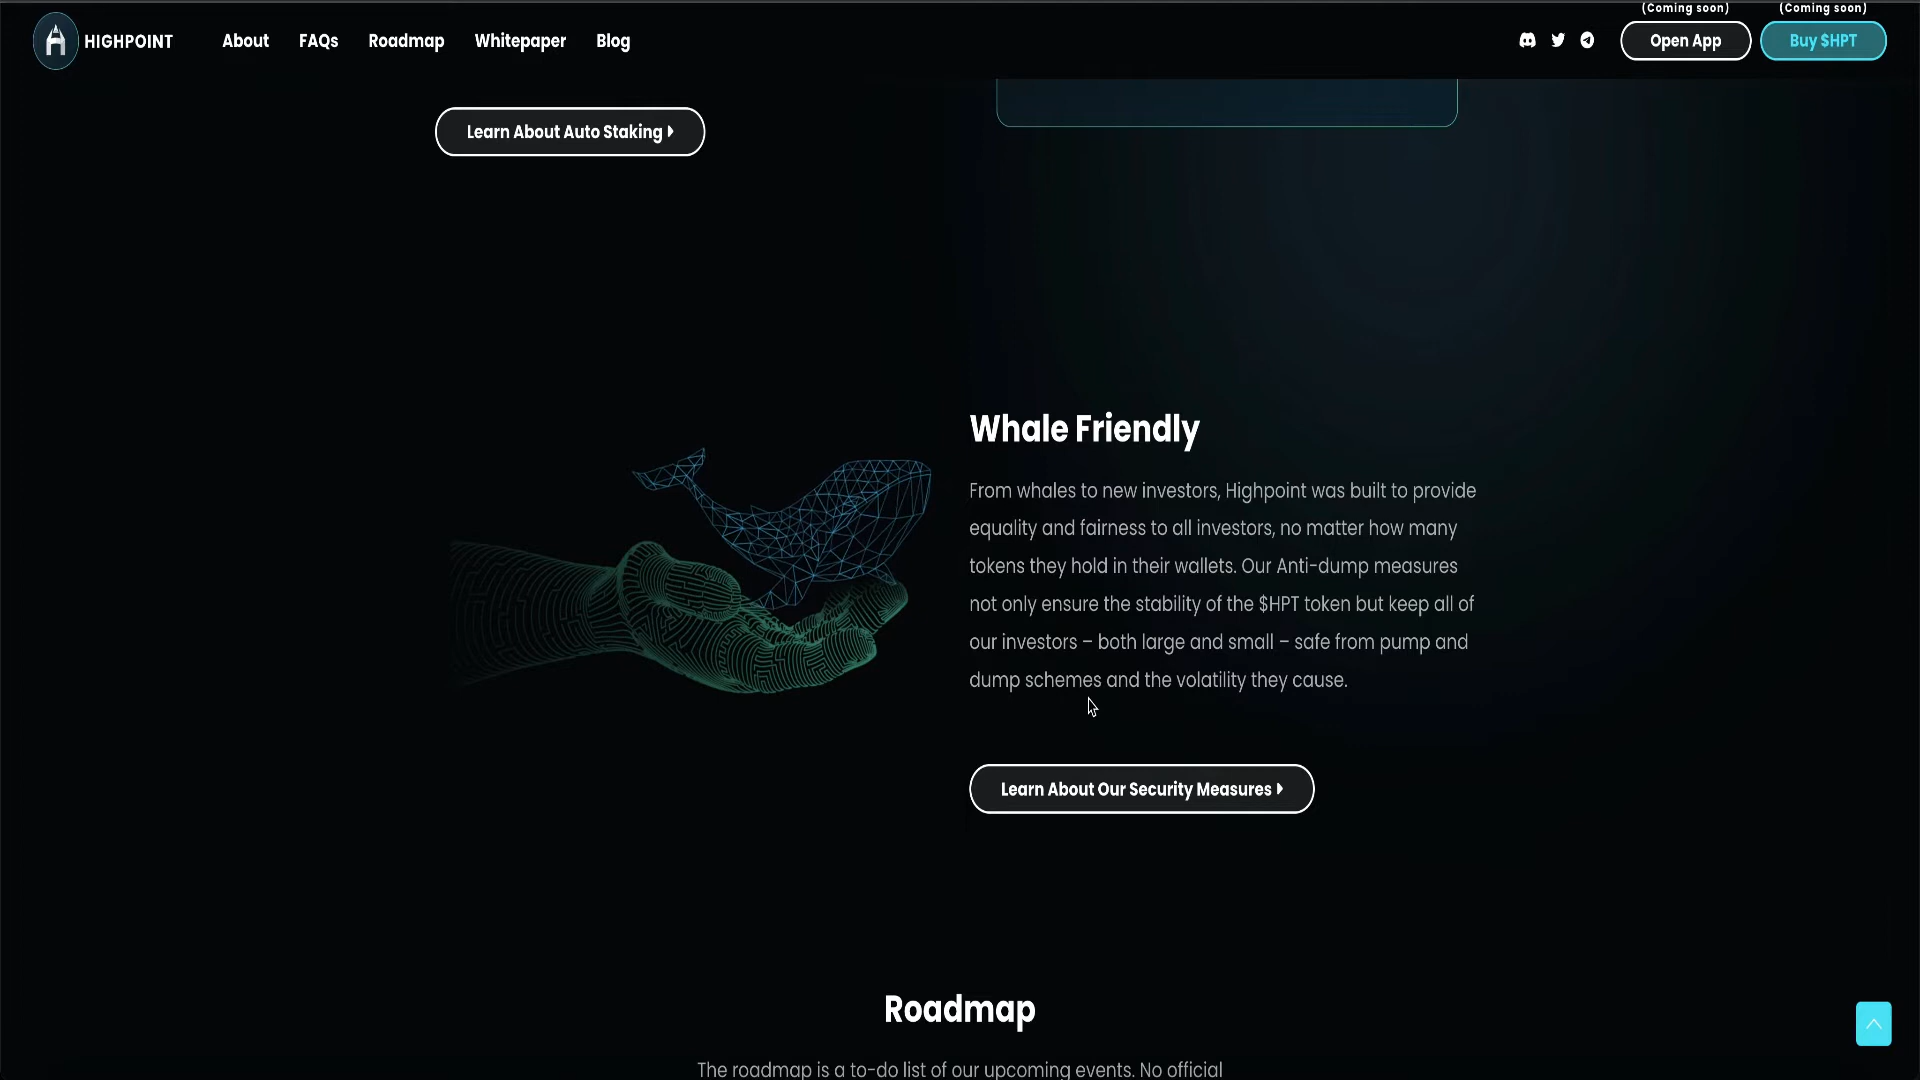 (Coming soon) (Coming soon)
HIGHPOINT About FAQs Roadmap Whitepaper Blog Open App Buy $HPT
Learn About Auto Staking
Whale Friendly
From whales to new investors, Highpoint was built to provide
equality and fairness to all investors, no matter how many
tokens they hold in their wallets. Our Anti-dump measures
not only ensure the stability of the $HPT token but keep all of
our investors – both large and small – safe from pump and
dump schemes and the volatility they cause.
Learn About Our Security Measures
Roadmap
The roadmap is a to-do list of our upcoming events. No official